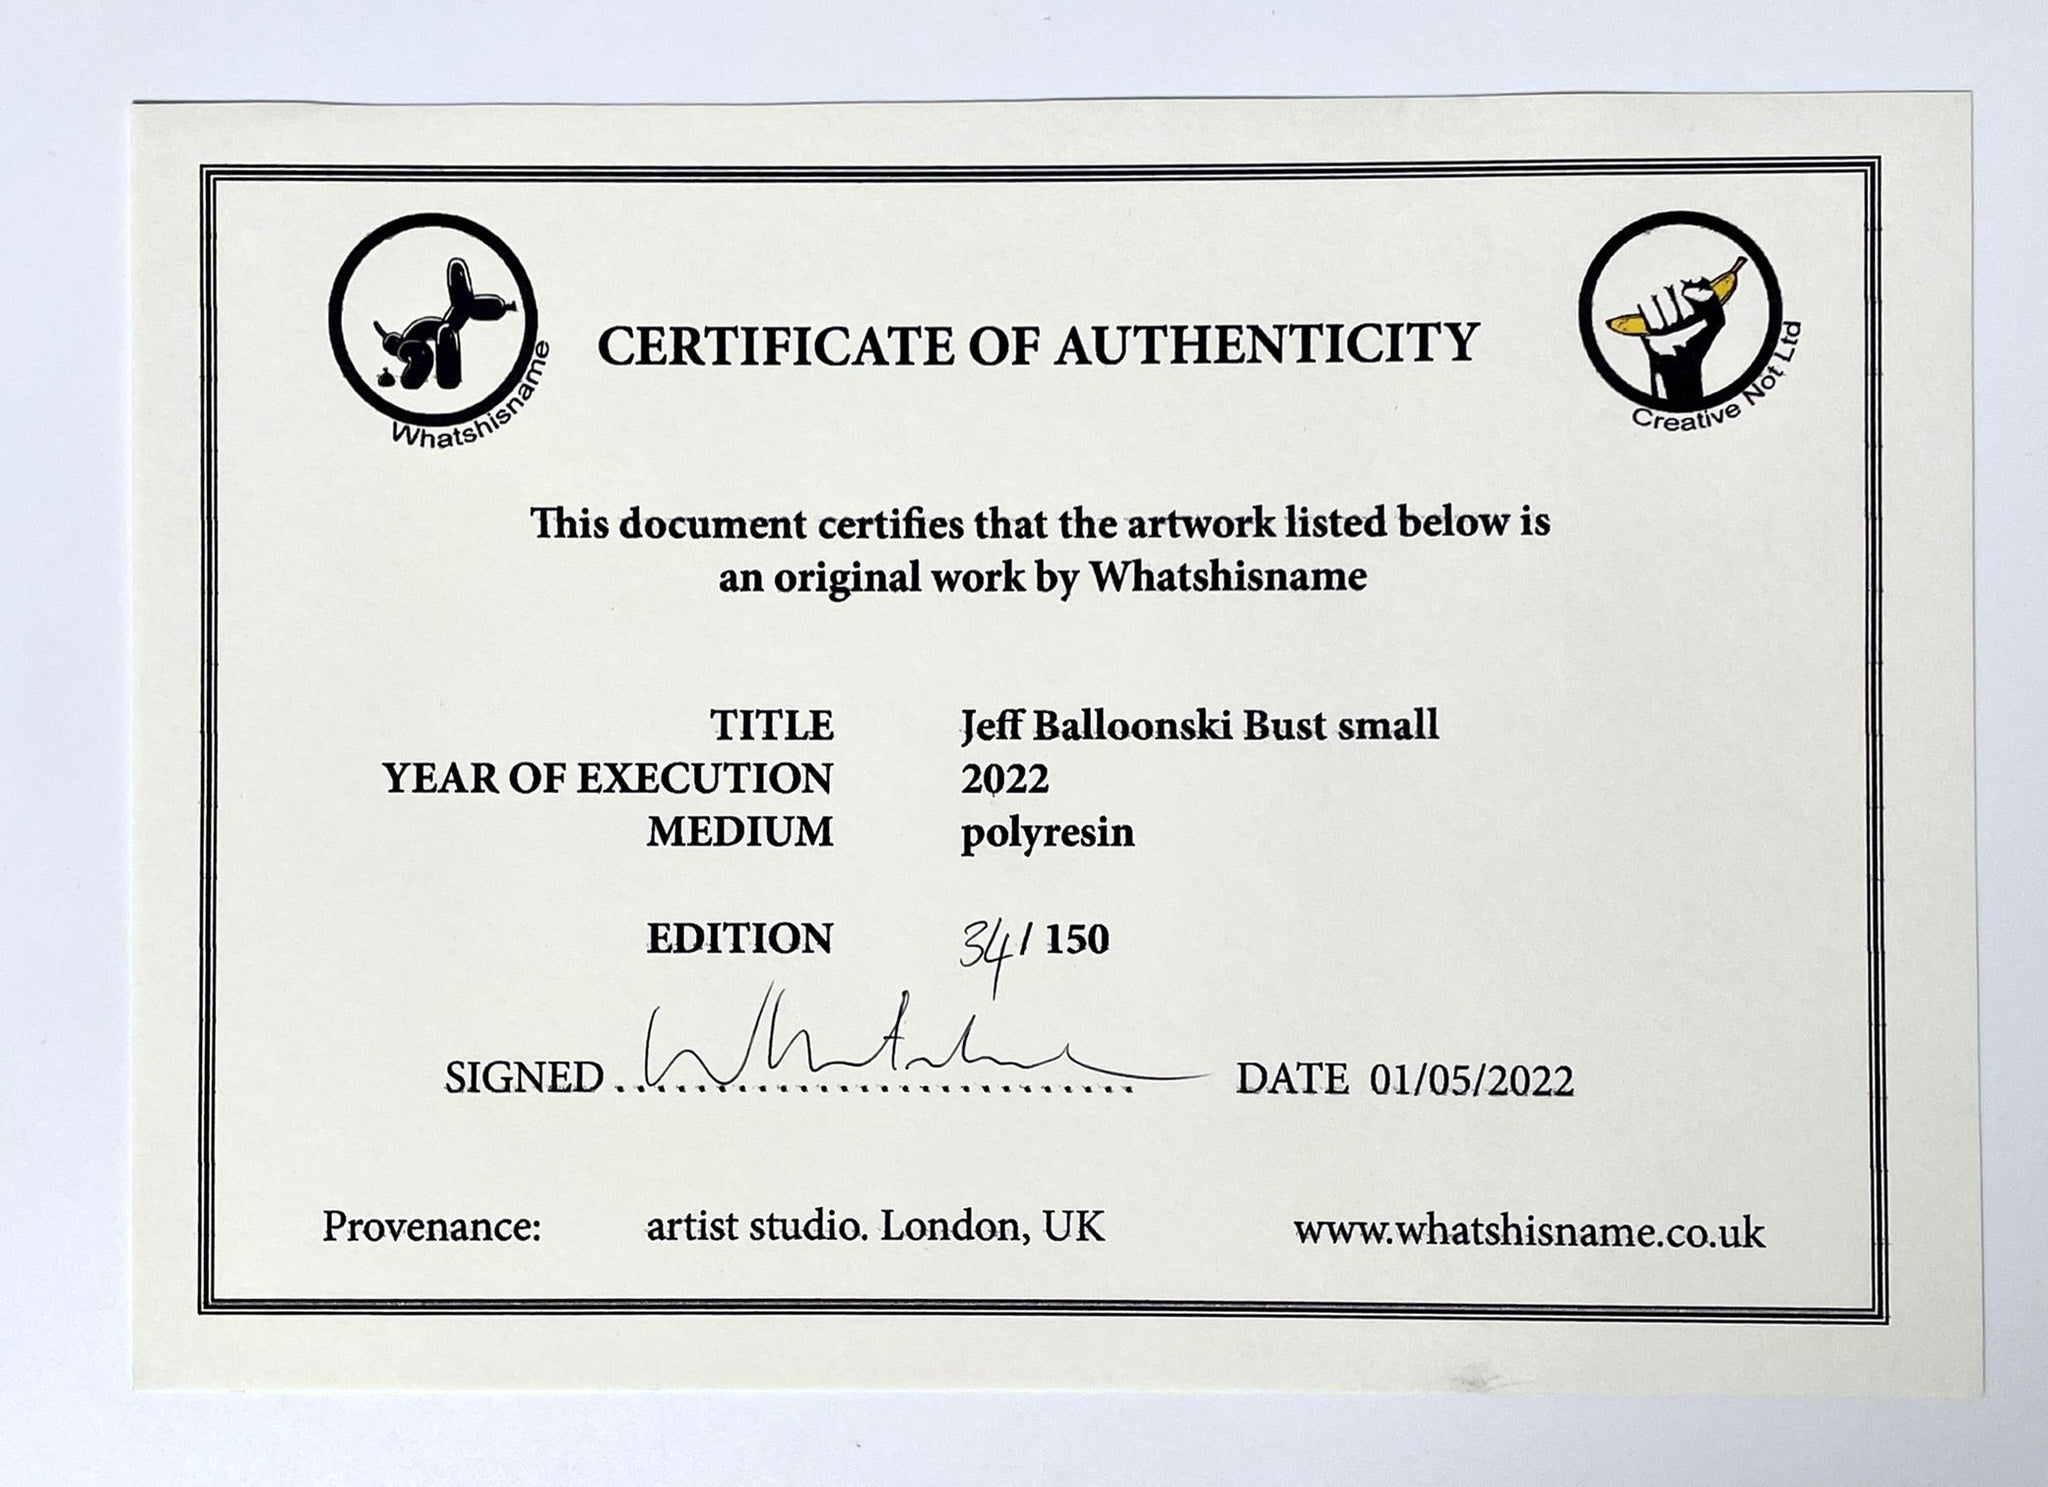 CERTIFICATE OF AUTHENTICITY
Whatshisname
Creative Not Ltd
This document certifies that the artwork listed below is
an original work by Whatshisname
TITLE Jeff Balloonski Bust small
YEAR OF EXECUTION 2022
MEDIUM polyresin
EDITION 34/ 150
SIGNED ............................ DATE 01/05/2022
Provenance: artist studio. London, UK www.whatshisname.co.uk